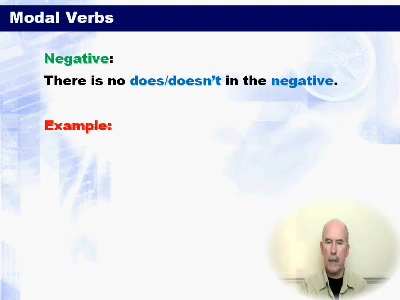 Modal Verbs
Negative:
There is no does/doesn't in the negative.
Example: